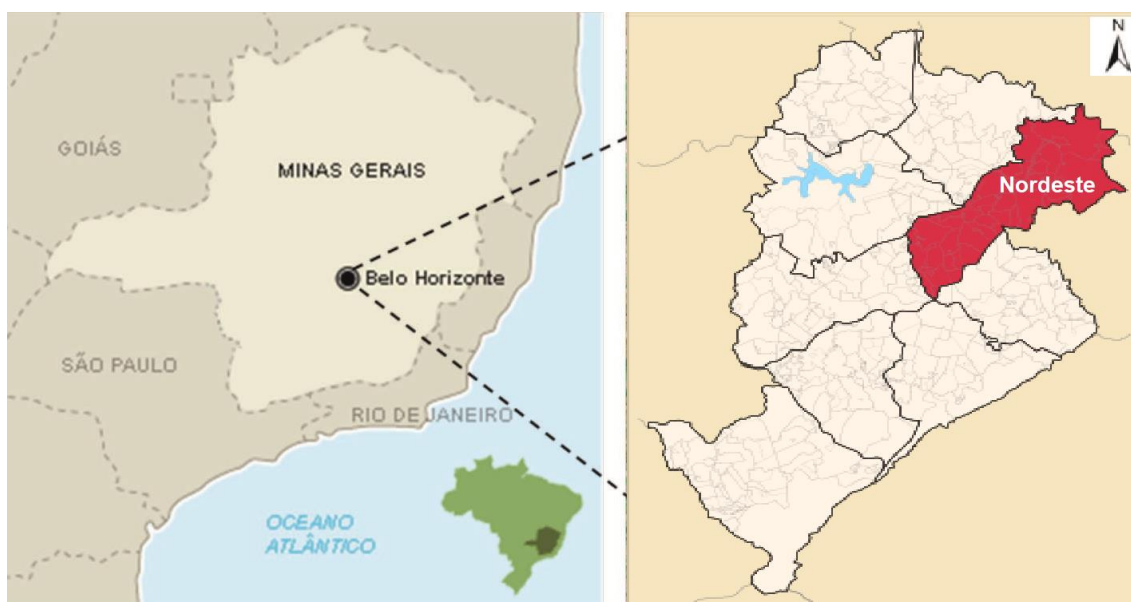 GOIÁS
MINAS GERAIS
Belo Horizonte
SÃO PAULO
RIO DE JANEIRO
OCEANO
ATLÂNTICO
N
Nordeste